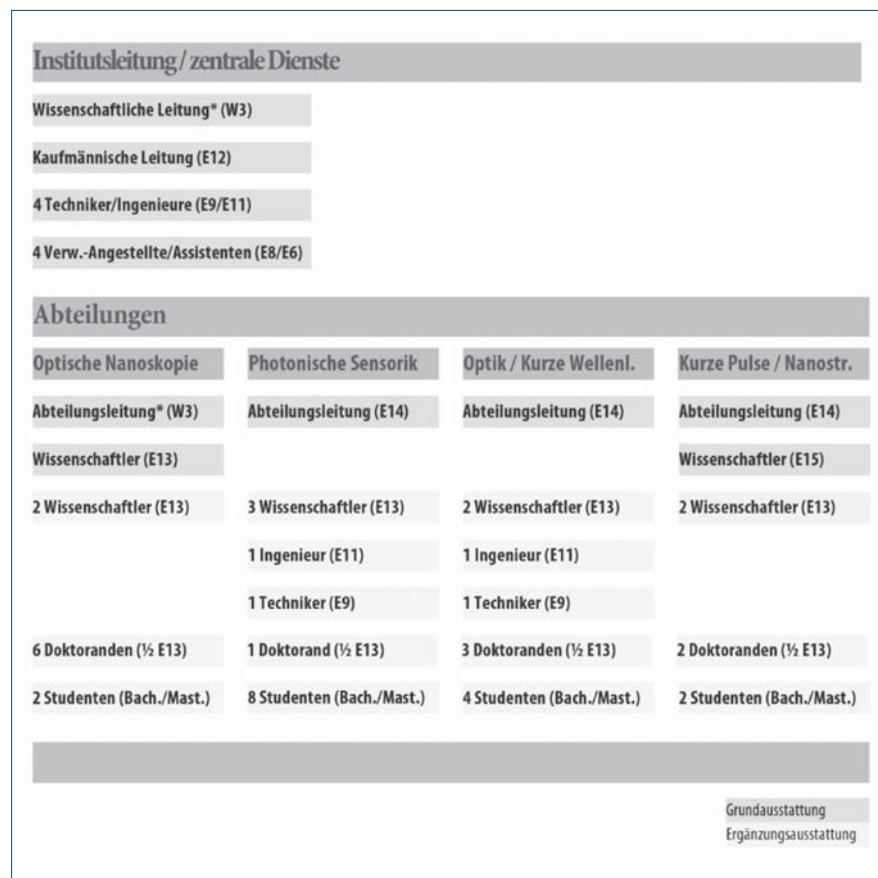 Institutsleitung / zentrale Dienste
Wissenschaftliche Leitung* (W3)
Kaufmännische Leitung (E12)
4 Techniker/Ingenieure (E9/E11)
4 Verw.-Angestellte/Assistenten (E8/E6)
Abteilungen
Optische Nanoskopie Photonische Sensorik Optik / Kurze Wellenl. Kurze Pulse / Nanostr.
Abteilungsleitung* (W3) Abteilungsleitung (E14) Abteilungsleitung (E14) Abteilungsleitung (E14)
Wissenschaftler (E13) Wissenschaftler (E15)
2 Wissenschaftler (E13) 3 Wissenschaftler (E13) 2 Wissenschaftler (E13) 2 Wissenschaftler (E13)
1 Ingenieur (E11) 1 Ingenieur (E11)
1 Techniker (E9) 1 Techniker (E9)
6 Doktoranden (½ E13) 1 Doktorand (½ E13) 3 Doktoranden (½ E13) 2 Doktoranden (½ E13)
2 Studenten (Bach./Mast.) 8 Studenten (Bach./Mast.) 4 Studenten (Bach./Mast.) 2 Studenten (Bach./Mast.)
Grundausstattung
Ergänzungsausstattung